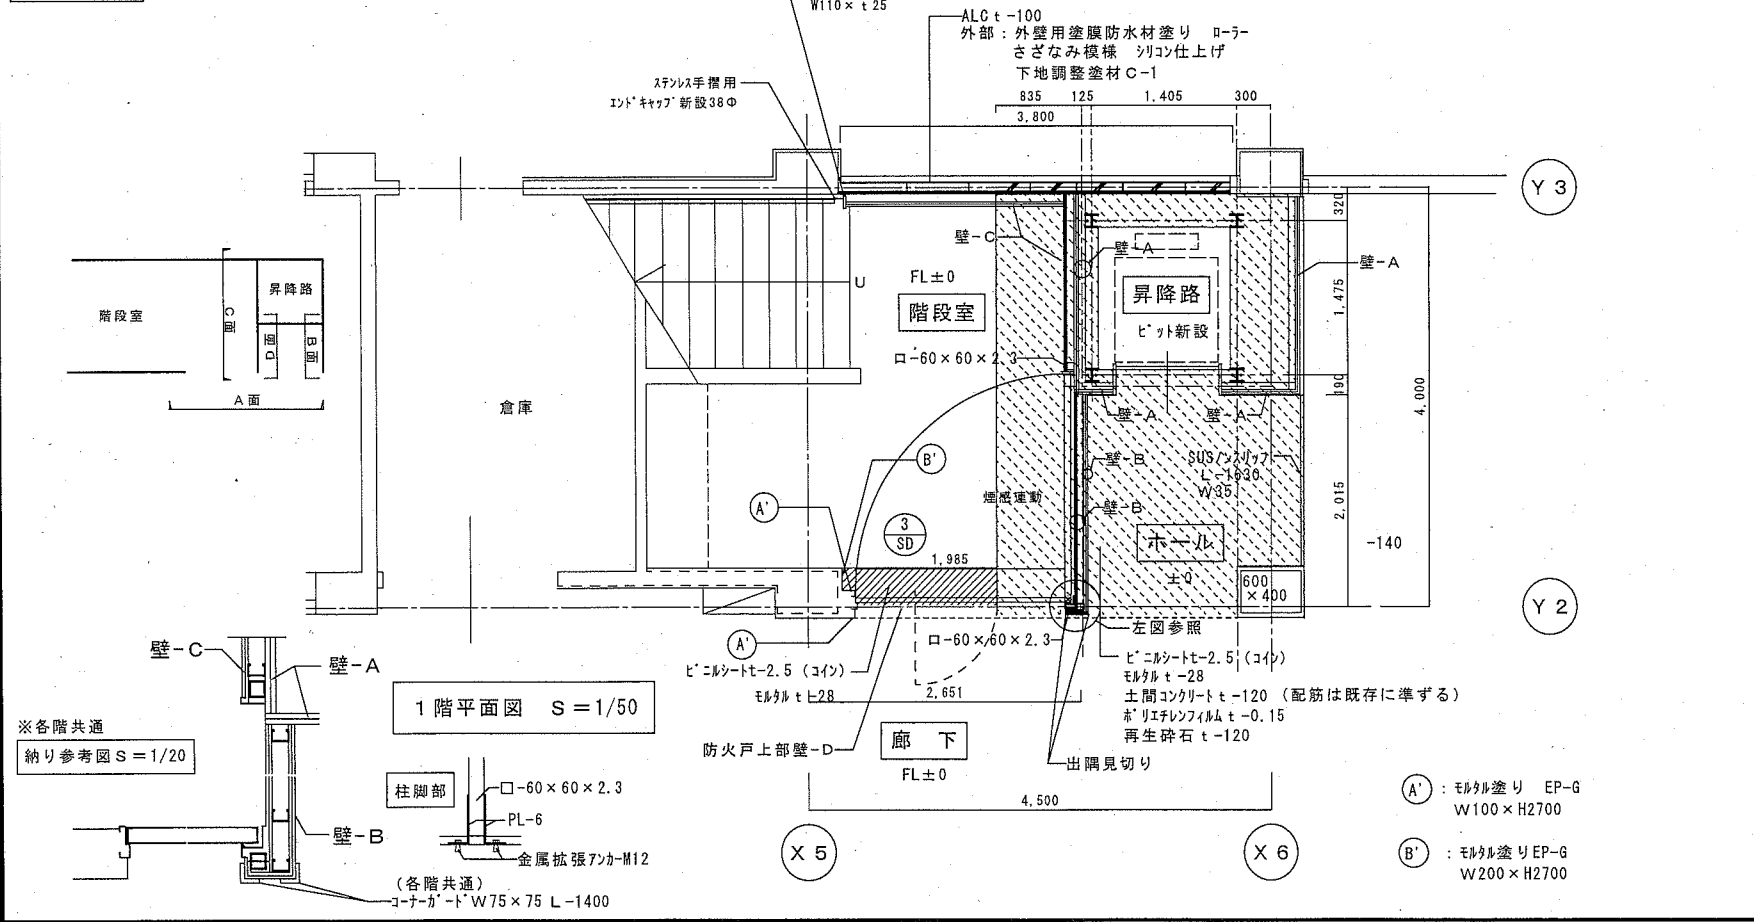 W110×t25
ALC t-100
外部：外壁用塗膜防水材塗り ﾛｰﾗｰ
さざなみ模様 ｼﾘｺﾝ仕上げ
下地調整塗材C-1
ｽﾃﾝﾚｽ手摺用
ｴﾝﾄﾞｷｬｯﾌﾟ新設38Φ
835 125 1,405 300
3,800
Y3
320
壁-C
壁-A
壁-A
FL±0
U
昇降路
階段室
ﾋﾟｯﾄ新設
1,475
昇降路
階段室
C面
D面
B面
A面
ロ-60×60×2.3
190
4,000
倉庫
壁-A
壁-A
B'
壁-B
SUSﾉﾝｽﾘｯﾌﾟ
L-1630
W35
煙感連動
A'
壁-B
2,015
3
SD
ホール
-140
1,985
±0
600
×400
Y2
左図参照
A'
ロ-60×60×2.3
ﾋﾞﾆﾙｼｰﾄt-2.5（ｺｲﾝ）
ﾓﾙﾀﾙt-28
2,651
ﾋﾞﾆﾙｼｰﾄt-2.5（ｺｲﾝ）
ﾓﾙﾀﾙt-28
土間ｺﾝｸﾘｰﾄt-120（配筋は既存に準ずる）
ﾎﾟﾘｴﾁﾚﾝﾌｨﾙﾑt-0.15
再生砕石t-120
壁-C
壁-A
1階平面図 S=1/50
※各階共通
納り参考図S=1/20
防火戸上部壁-D
廊下
FL±0
出隅見切り
柱脚部
ロ-60×60×2.3
PL-6
金属拡張ｱﾝｶｰM12
壁-B
4,500
X5
X6
（各階共通）
ｺｰﾅｰｶﾞｰﾄﾞW75×75 L-1400
A'：ﾓﾙﾀﾙ塗り EP-G
W100×H2700
B'：ﾓﾙﾀﾙ塗りEP-G
W200×H2700